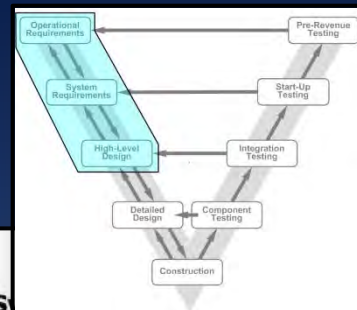 Operational
Requirements
Pre-Revenue
Testing
System
Requirements
Start-Up
Testing
High-Level
Design
Integration
Testing
Detailed
Design
Component
Testing
Construction